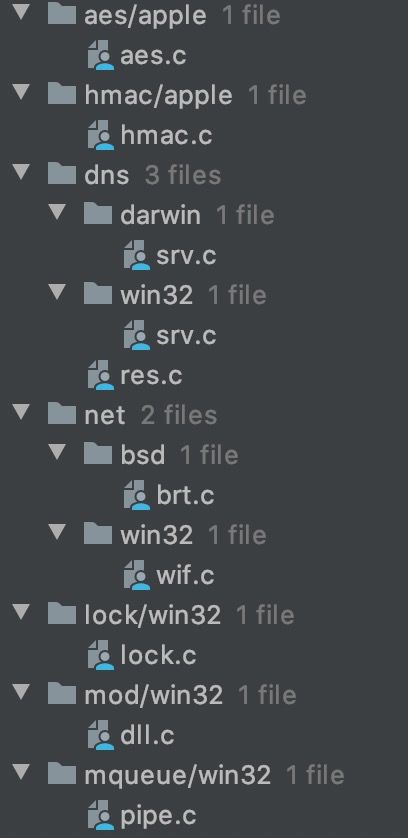 aes/apple 1 file
aes.c
hmac/apple 1 file
hmac.c
dns 3 files
darwin 1 file
srv.c
win32 1 file
srv.c
res.c
net 2 files
bsd 1 file
brt.c
win32 1 file
wif.c
lock/win32 1 file
lock.c
mod/win32 1 file
dll.c
mqueue/win32 1 file
pipe.c